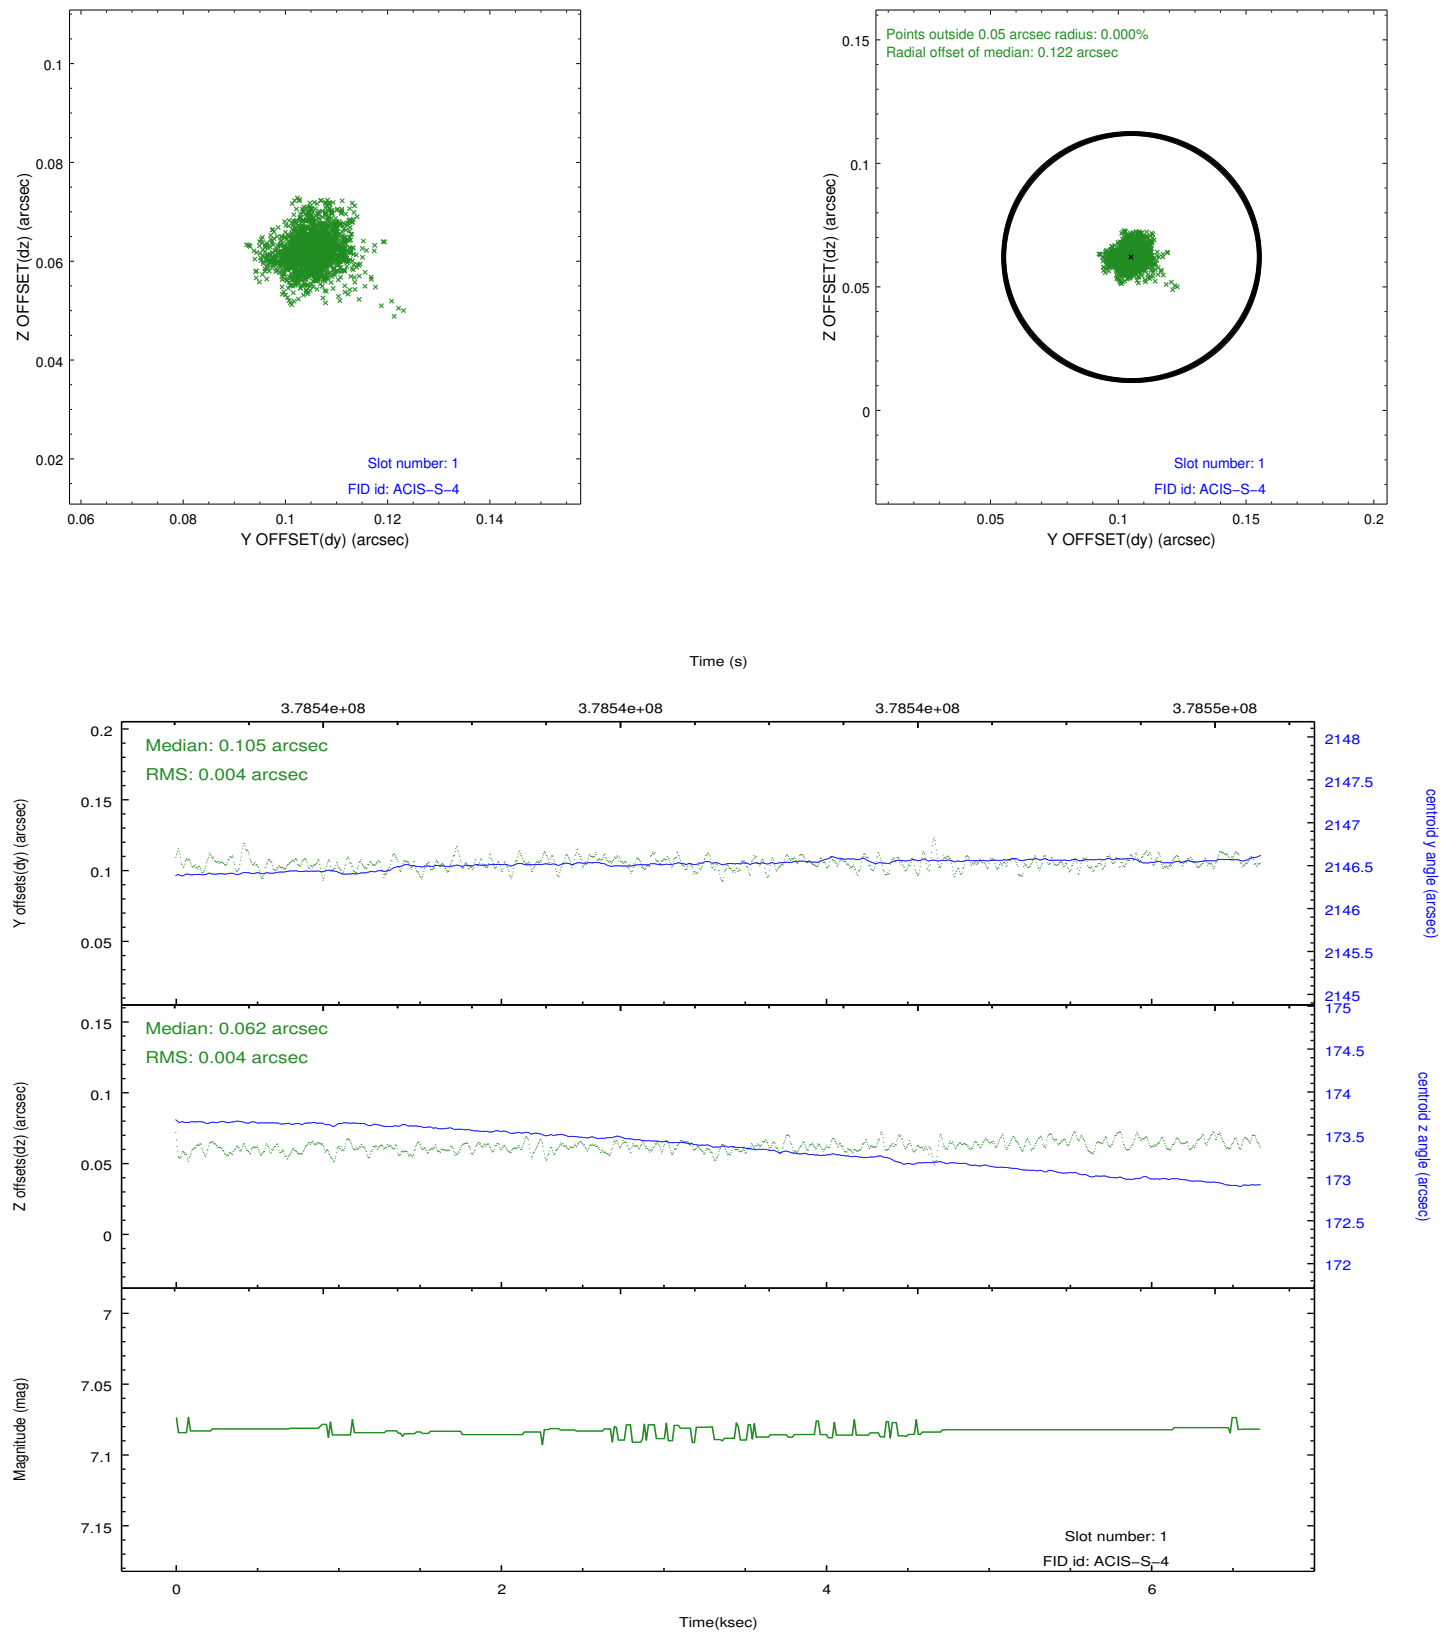 0.1
0.08
0.06
0.04
0.02
Z OFFSET(dz) (arcsec)
Slot number: 1
FID id: ACIS−S−4
0.06
0.08
0.1
0.12
0.14
Y OFFSET(dy) (arcsec)
Points outside 0.05 arcsec radius: 0.000%
Radial offset of median: 0.122 arcsec
0.15
0.1
0.05
0
Z OFFSET(dz) (arcsec)
Slot number: 1
FID id: ACIS−S−4
0.05
0.1
0.15
0.2
Y OFFSET(dy) (arcsec)
Time (s)
3.7854e+08
3.7854e+08
3.7854e+08
3.7855e+08
Median: 0.105 arcsec
RMS: 0.004 arcsec
0.2
0.15
0.1
0.05
Y offsets(dy) (arcsec)
2148
2147.5
2147
2146.5
2146
2145.5
2145
centroid y angle (arcsec)
Median: 0.062 arcsec
RMS: 0.004 arcsec
0.15
0.1
0.05
0
Z offsets(dz) (arcsec)
175
174.5
174
173.5
173
172.5
172
centroid z angle (arcsec)
7
7.05
7.1
7.15
Magnitude (mag)
Slot number: 1
FID id: ACIS−S−4
0
2
4
6
Time(ksec)